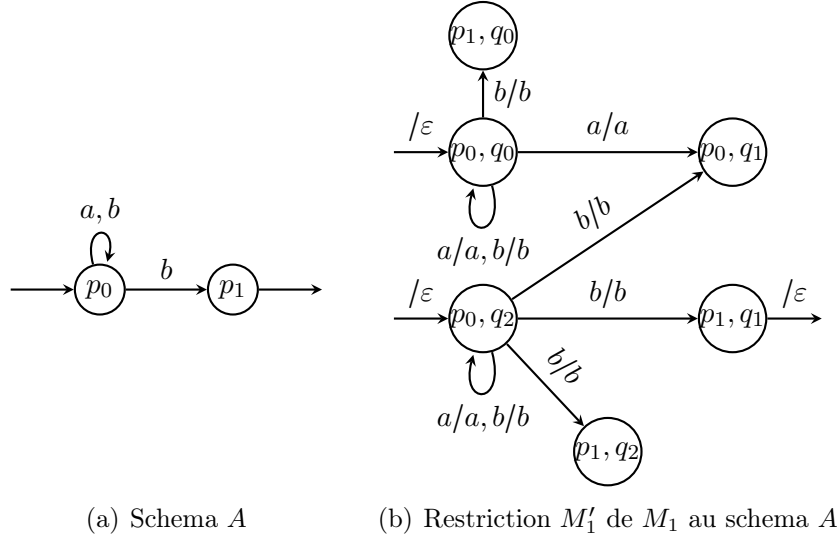 p₁, q₀
b/b
/ε
a/a
p₀, q₀
p₀, q₁
a/a, b/b
b/b
a, b
b
p₀
p₁
/ε
b/b
/ε
p₀, q₂
p₁, q₁
b/b
a/a, b/b
p₁, q₂
(a) Schema A
(b) Restriction M′₁ de M₁ au schema A